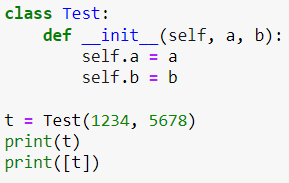 class Test:
    def __init__(self, a, b):
        self.a = a
        self.b = b

t = Test(1234, 5678)
print(t)
print([t])